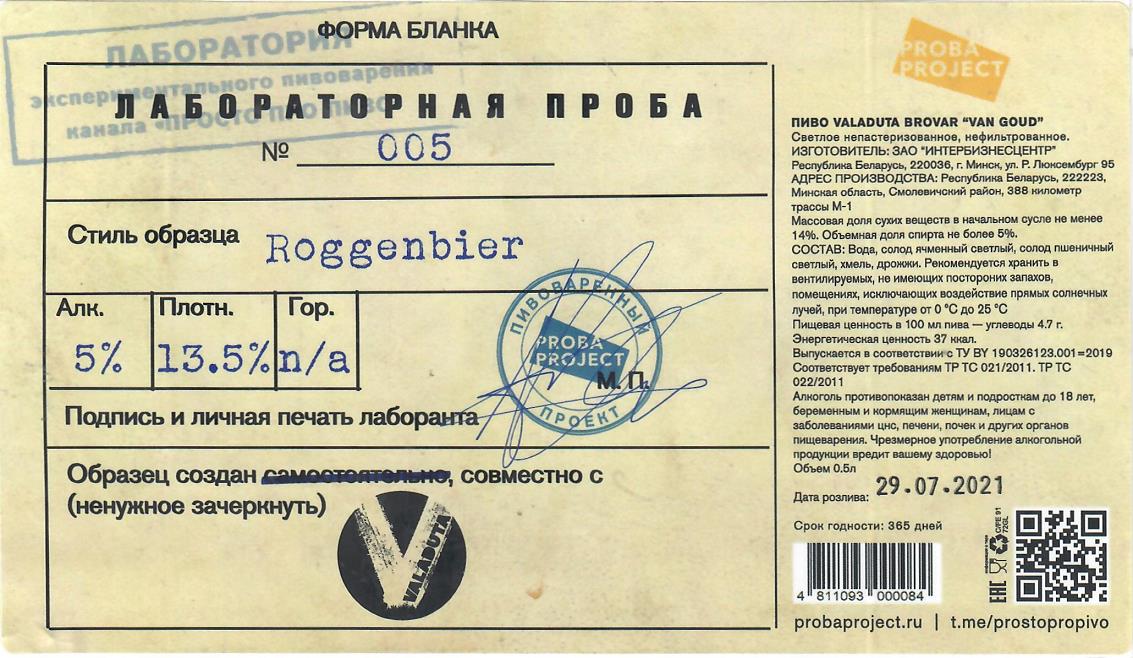 ФОРМА БЛАНКА
ЛАБОРАТОРИЯ
экспериментального пивоварения
канала «ПРОСТО ПРО ПИВО»
ЛАБОРАТОРНАЯ ПРОБА
№ 005
Стиль образца Roggenbier
Алк. Плотн. Гор.
5% 13.5% n/a
ПИВОВАРЕННЫЙ
PROBA
PROJECT
М. П.
ПРОЕКТ
Подпись и личная печать лаборанта
Образец создан самостоятельно, совместно с
(ненужное зачеркнуть)
VALADUTA
PROBA
PROJECT
ПИВО VALADUTA BROVAR “VAN GOUD”
Светлое непастеризованное, нефильтрованное.
ИЗГОТОВИТЕЛЬ: ЗАО “ИНТЕРБИЗНЕСЦЕНТР”
Республика Беларусь, 220036, г. Минск, ул. Р. Люксембург 95
АДРЕС ПРОИЗВОДСТВА: Республика Беларусь, 222223,
Минская область, Смолевичский район, 388 километр
трассы М-1
Массовая доля сухих веществ в начальном сусле не менее
14%. Объемная доля спирта не более 5%.
СОСТАВ: Вода, солод ячменный светлый, солод пшеничный
светлый, хмель, дрожжи. Рекомендуется хранить в
вентилируемых, не имеющих постороних запахов,
помещениях, исключающих воздействие прямых солнечных
лучей, при температуре от 0 °С до 25 °С
Пищевая ценность в 100 мл пива — углеводы 4.7 г.
Энергетическая ценность 37 ккал.
Выпускается в соответствии с ТУ BY 190326123.001=2019
Соответствует требованиям ТР ТС 021/2011. ТР ТС
022/2011
Алкоголь противопоказан детям и подросткам до 18 лет,
беременным и кормящим женщинам, лицам с
заболеваниями цнс, печени, почек и других органов
пищеварения. Чрезмерное употребление алкогольной
продукции вредит вашему здоровью!
Объем 0.5л
Дата розлива: 29.07.2021
Срок годности: 365 дней
4 811093 000084
EAC
C/PE 91
72GL
probaproject.ru | t.me/prostopropivo